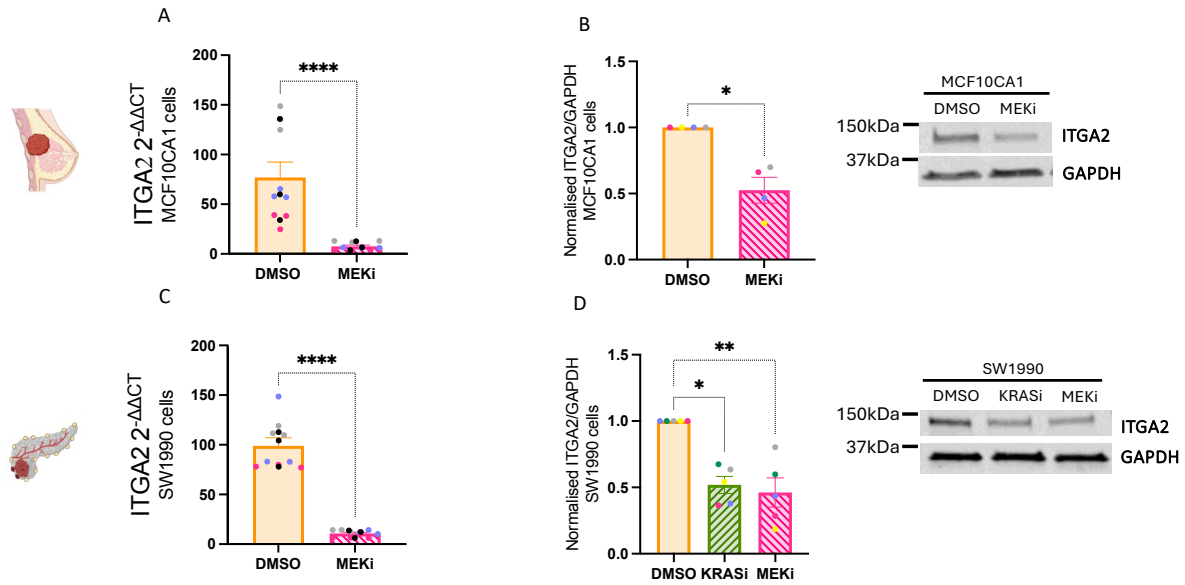 A
ITGA2 2-ΔΔCT
MCF10CA1 cells
200
150
100
50
0
****
DMSO MEKi
B
Normalised ITGA2/GAPDH
MCF10CA1 cells
1.5
1.0
0.5
0.0
*
DMSO MEKi
MCF10CA1
DMSO MEKi
150kDa
ITGA2
37kDa
GAPDH
C
ITGA2 2-ΔΔCT
SW1990 cells
200
150
100
50
0
****
DMSO MEKi
D
Normalised ITGA2/GAPDH
SW1990 cells
1.5
1.0
0.5
0.0
**
*
DMSO KRASi MEKi
SW1990
DMSO KRASi MEKi
150kDa
ITGA2
37kDa
GAPDH